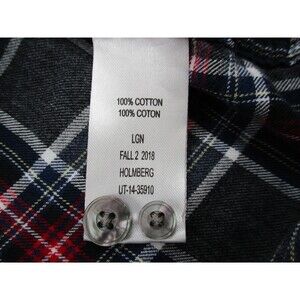 100% COTTON
100% COTON
LGN
FALL 2 2018
HOLMBERG
UT-14-35910